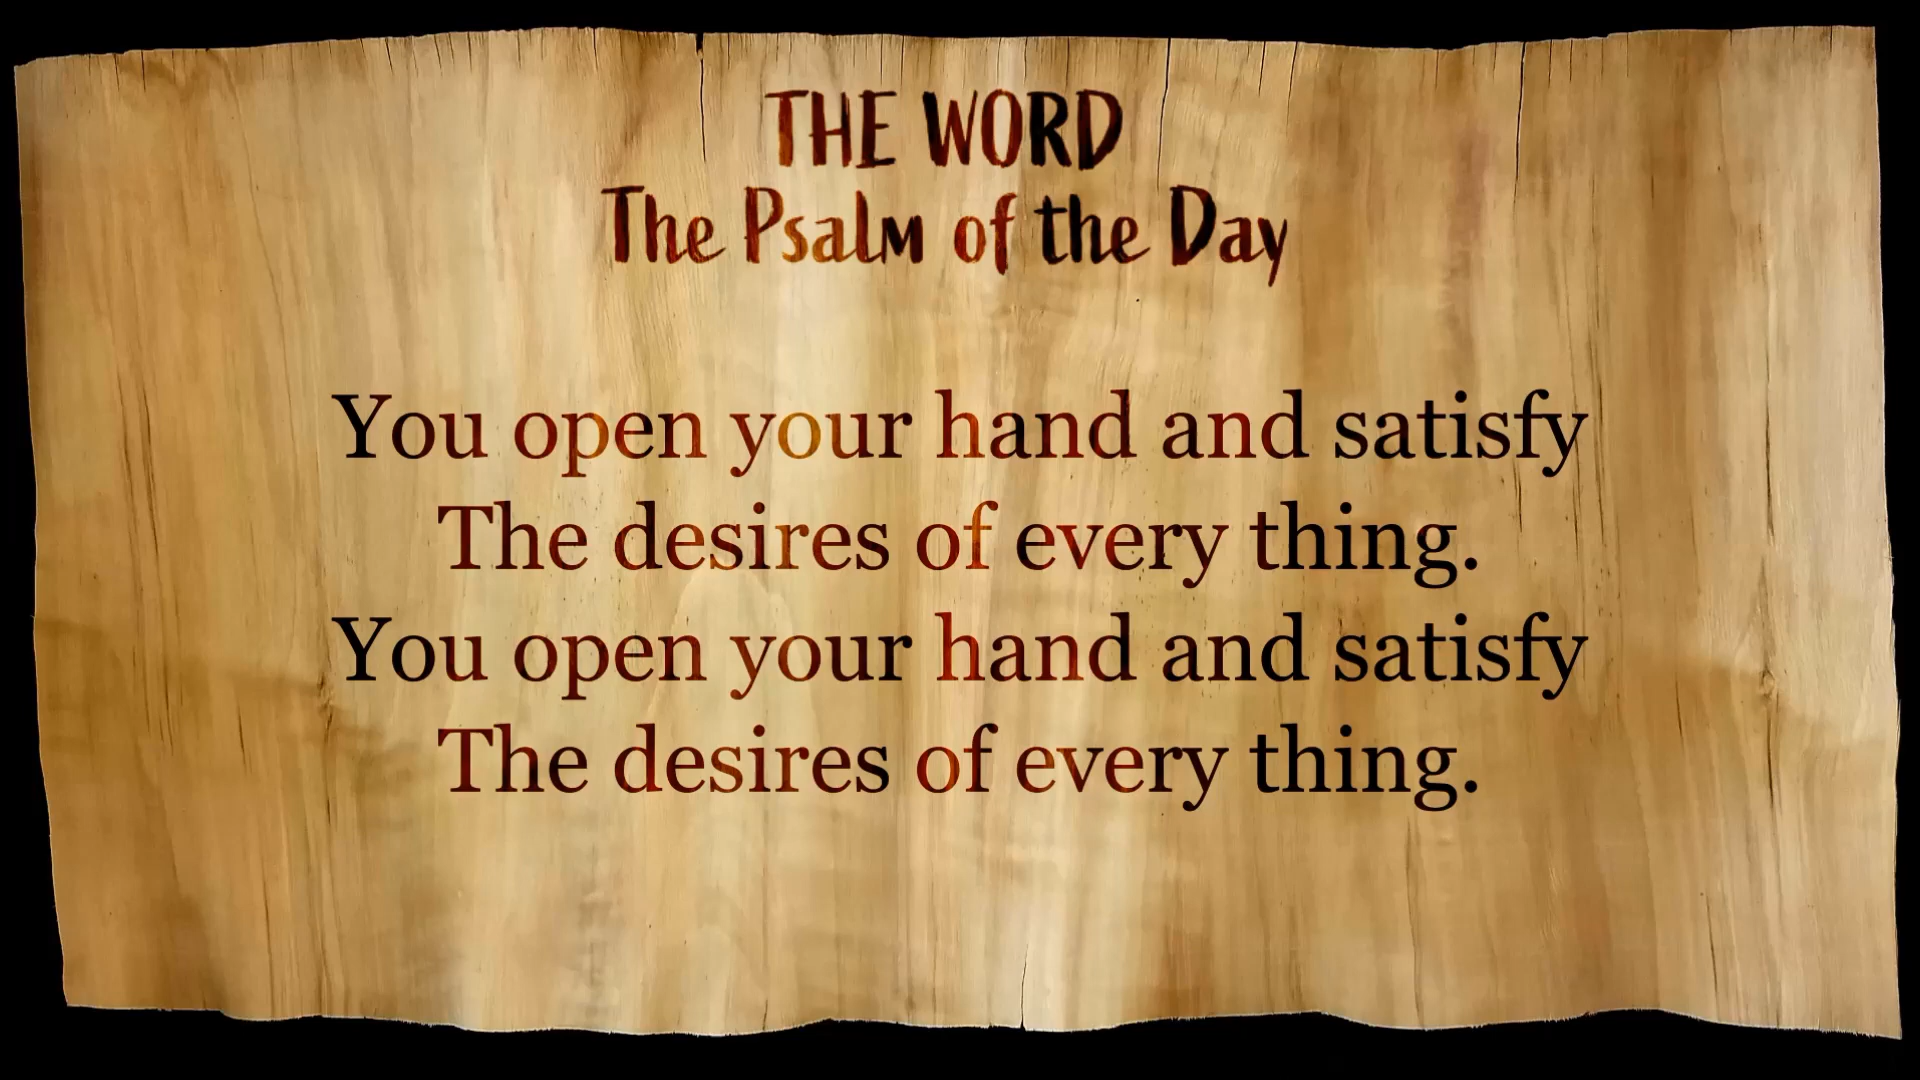 THE WORD
The Psalm of the Day
You open your hand and satisfy
The desires of every thing.
You open your hand and satisfy
The desires of every thing.